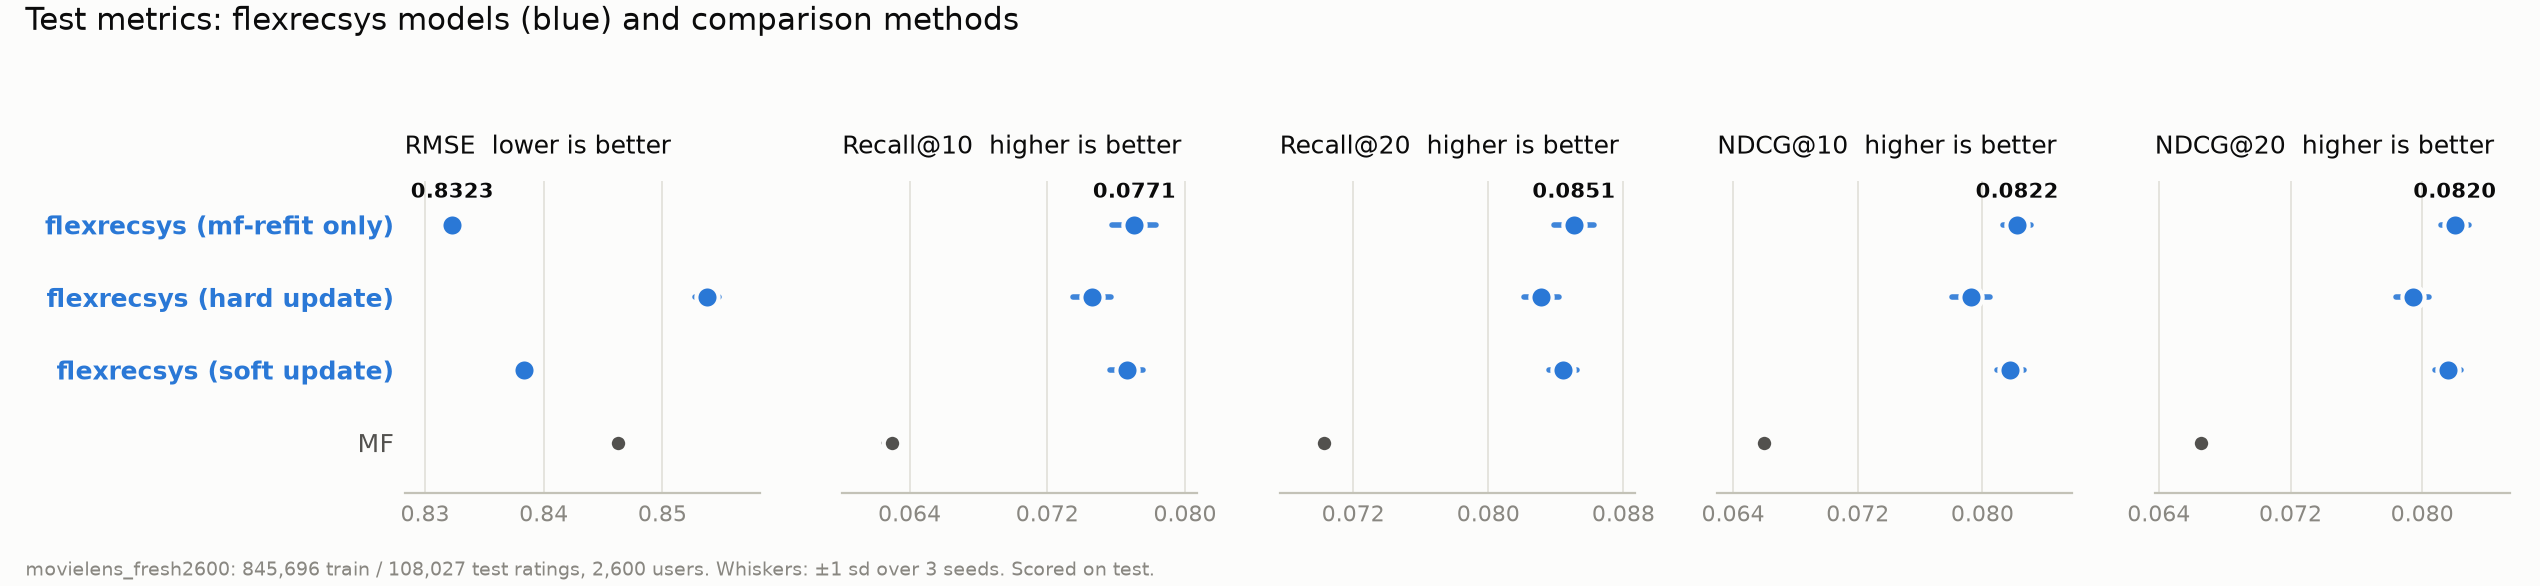 Test metrics: flexrecsys models (blue) and comparison methods
RMSE  lower is better
Recall@10  higher is better
Recall@20  higher is better
NDCG@10  higher is better
NDCG@20  higher is better
0.8323
0.0771
0.0851
0.0822
0.0820
flexrecsys (mf-refit only)
flexrecsys (hard update)
flexrecsys (soft update)
MF
0.83 0.84 0.85
0.064 0.072 0.080
0.072 0.080 0.088
0.064 0.072 0.080
0.064 0.072 0.080
movielens_fresh2600: 845,696 train / 108,027 test ratings, 2,600 users. Whiskers: ±1 sd over 3 seeds. Scored on test.